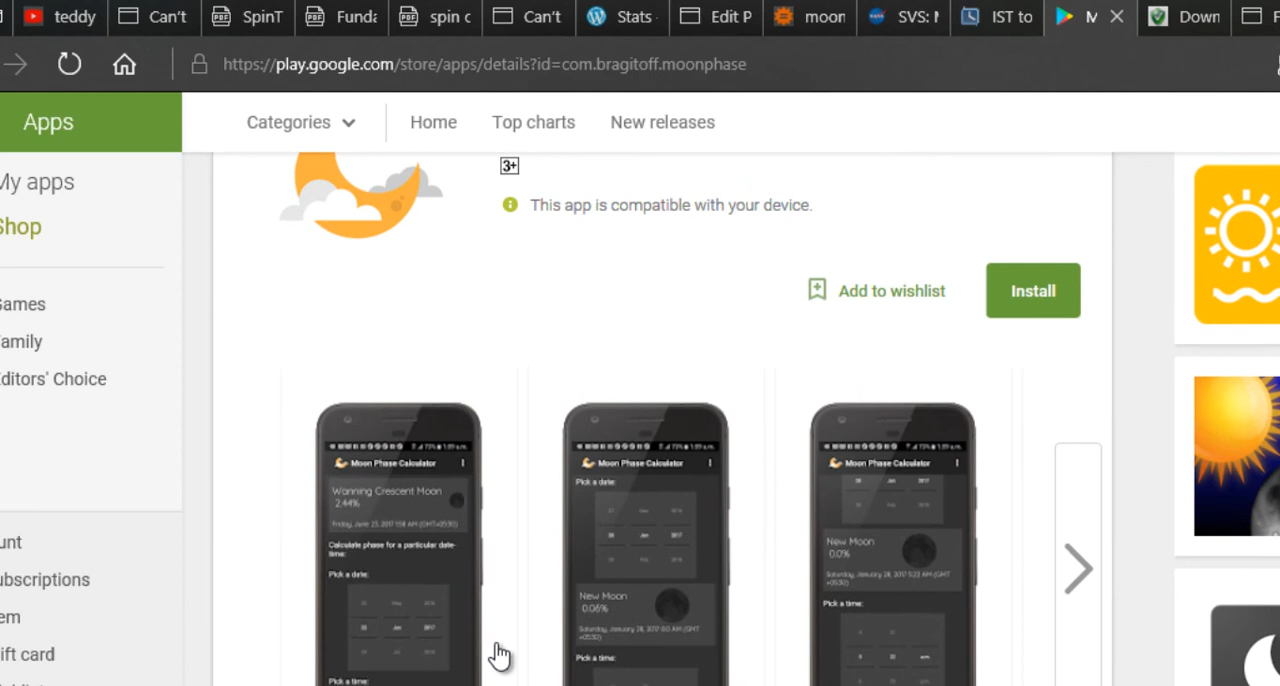 teddy Can't SpinT Funda spin c Can't Stats Edit P moon SVS: IST to M Down
https://play.google.com/store/apps/details?id=com.bragitoff.moonphase
Apps Categories Home Top charts New releases
3+
My apps
This app is compatible with your device.
Shop
Add to wishlist Install
Games
Family
Editors' Choice
Moon Phase Calculator Moon Phase Calculator Moon Phase Calculator
Pick a date:
Wanning Crescent Moon
2.44%
New Moon
0.0%
Calculate phase for a particular date-
time:
Pick a date:
New Moon
0.06%
Pick a time:
Pick a time:
Pick a time:
unt
ubscriptions
em
ift card